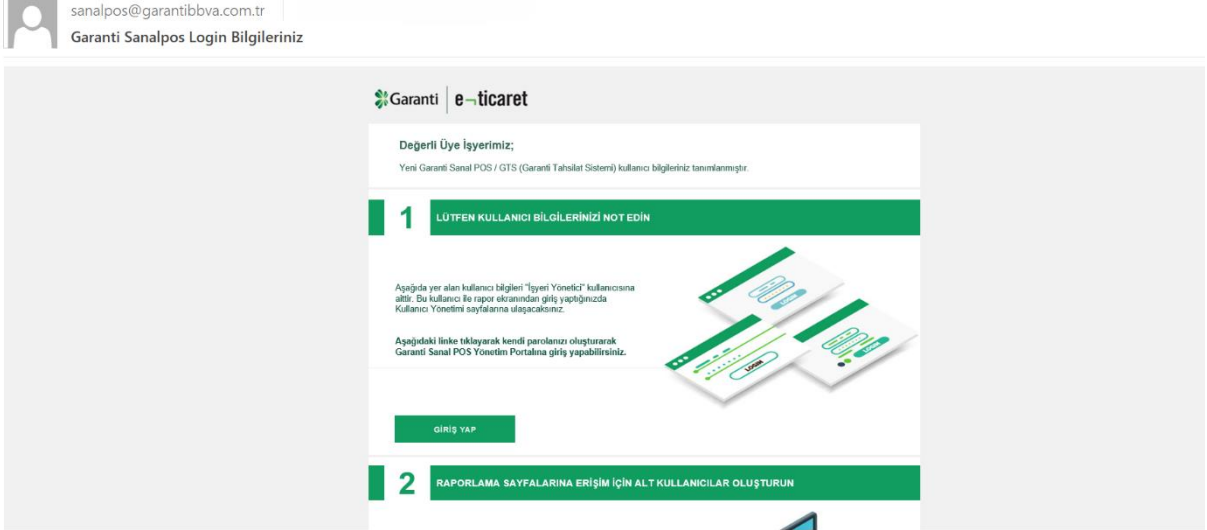 sanalpos@garantibbva.com.tr
Garanti Sanalpos Login Bilgileriniz
Garanti e-ticaret
Değerli Üye İşyerimiz;
Yeni Garanti Sanal POS / GTS (Garanti Tahsilat Sistemi) kullanıcı bilgileriniz tanımlanmıştır.
1 LÜTFEN KULLANICI BİLGİLERİNİZİ NOT EDİN
Aşağıda yer alan kullanıcı bilgileri "İşyeri Yönetici" kullanıcısına
aittir. Bu kullanıcı ile rapor ekranından giriş yaptığınızda
Kullanıcı Yönetimi sayfalarına ulaşacaksınız.
Aşağıdaki linke tıklayarak kendi parolanızı oluşturarak
Garanti Sanal POS Yönetim Portalına giriş yapabilirsiniz.
LOGIN
LOGIN
LOGIN
GİRİŞ YAP
2 RAPORLAMA SAYFALARINA ERİŞİM İÇİN ALT KULLANICILAR OLUŞTURUN